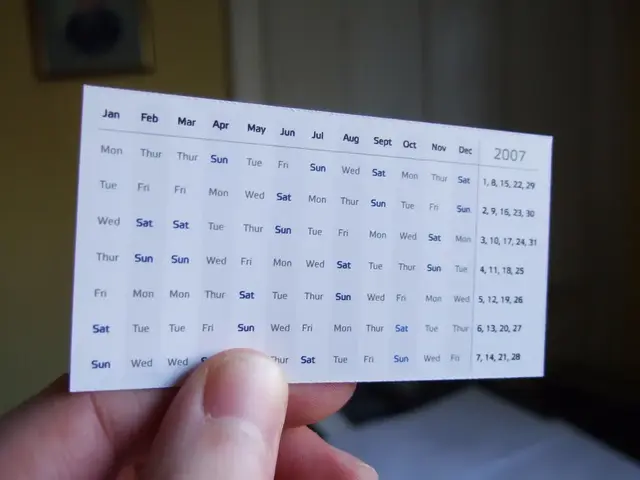 Jan Feb Mar Apr May Jun Jul Aug Sept Oct Nov Dec 2007
Mon Thur Thur Sun Tue Fri Sun Wed Sat Mon Thur Sat 1, 8, 15, 22, 29
Tue Fri Fri Mon Wed Sat Mon Thur Sun Tue Fri Sun 2, 9, 16, 23, 30
Wed Sat Sat Tue Thur Sun Tue Fri Mon Wed Sat Mon 3, 10, 17, 24, 31
Thur Sun Sun Wed Fri Mon Wed Sat Tue Thur Sun Tue 4, 11, 18, 25
Fri Mon Mon Thur Sat Tue Thur Sun Wed Fri Mon Wed 5, 12, 19, 26
Sat Tue Tue Fri Sun Wed Fri Mon Thur Sat Tue Thur 6, 13, 20, 27
Sun Wed Wed Thur Sat Tue Fri Sun Wed Fri 7, 14, 21, 28